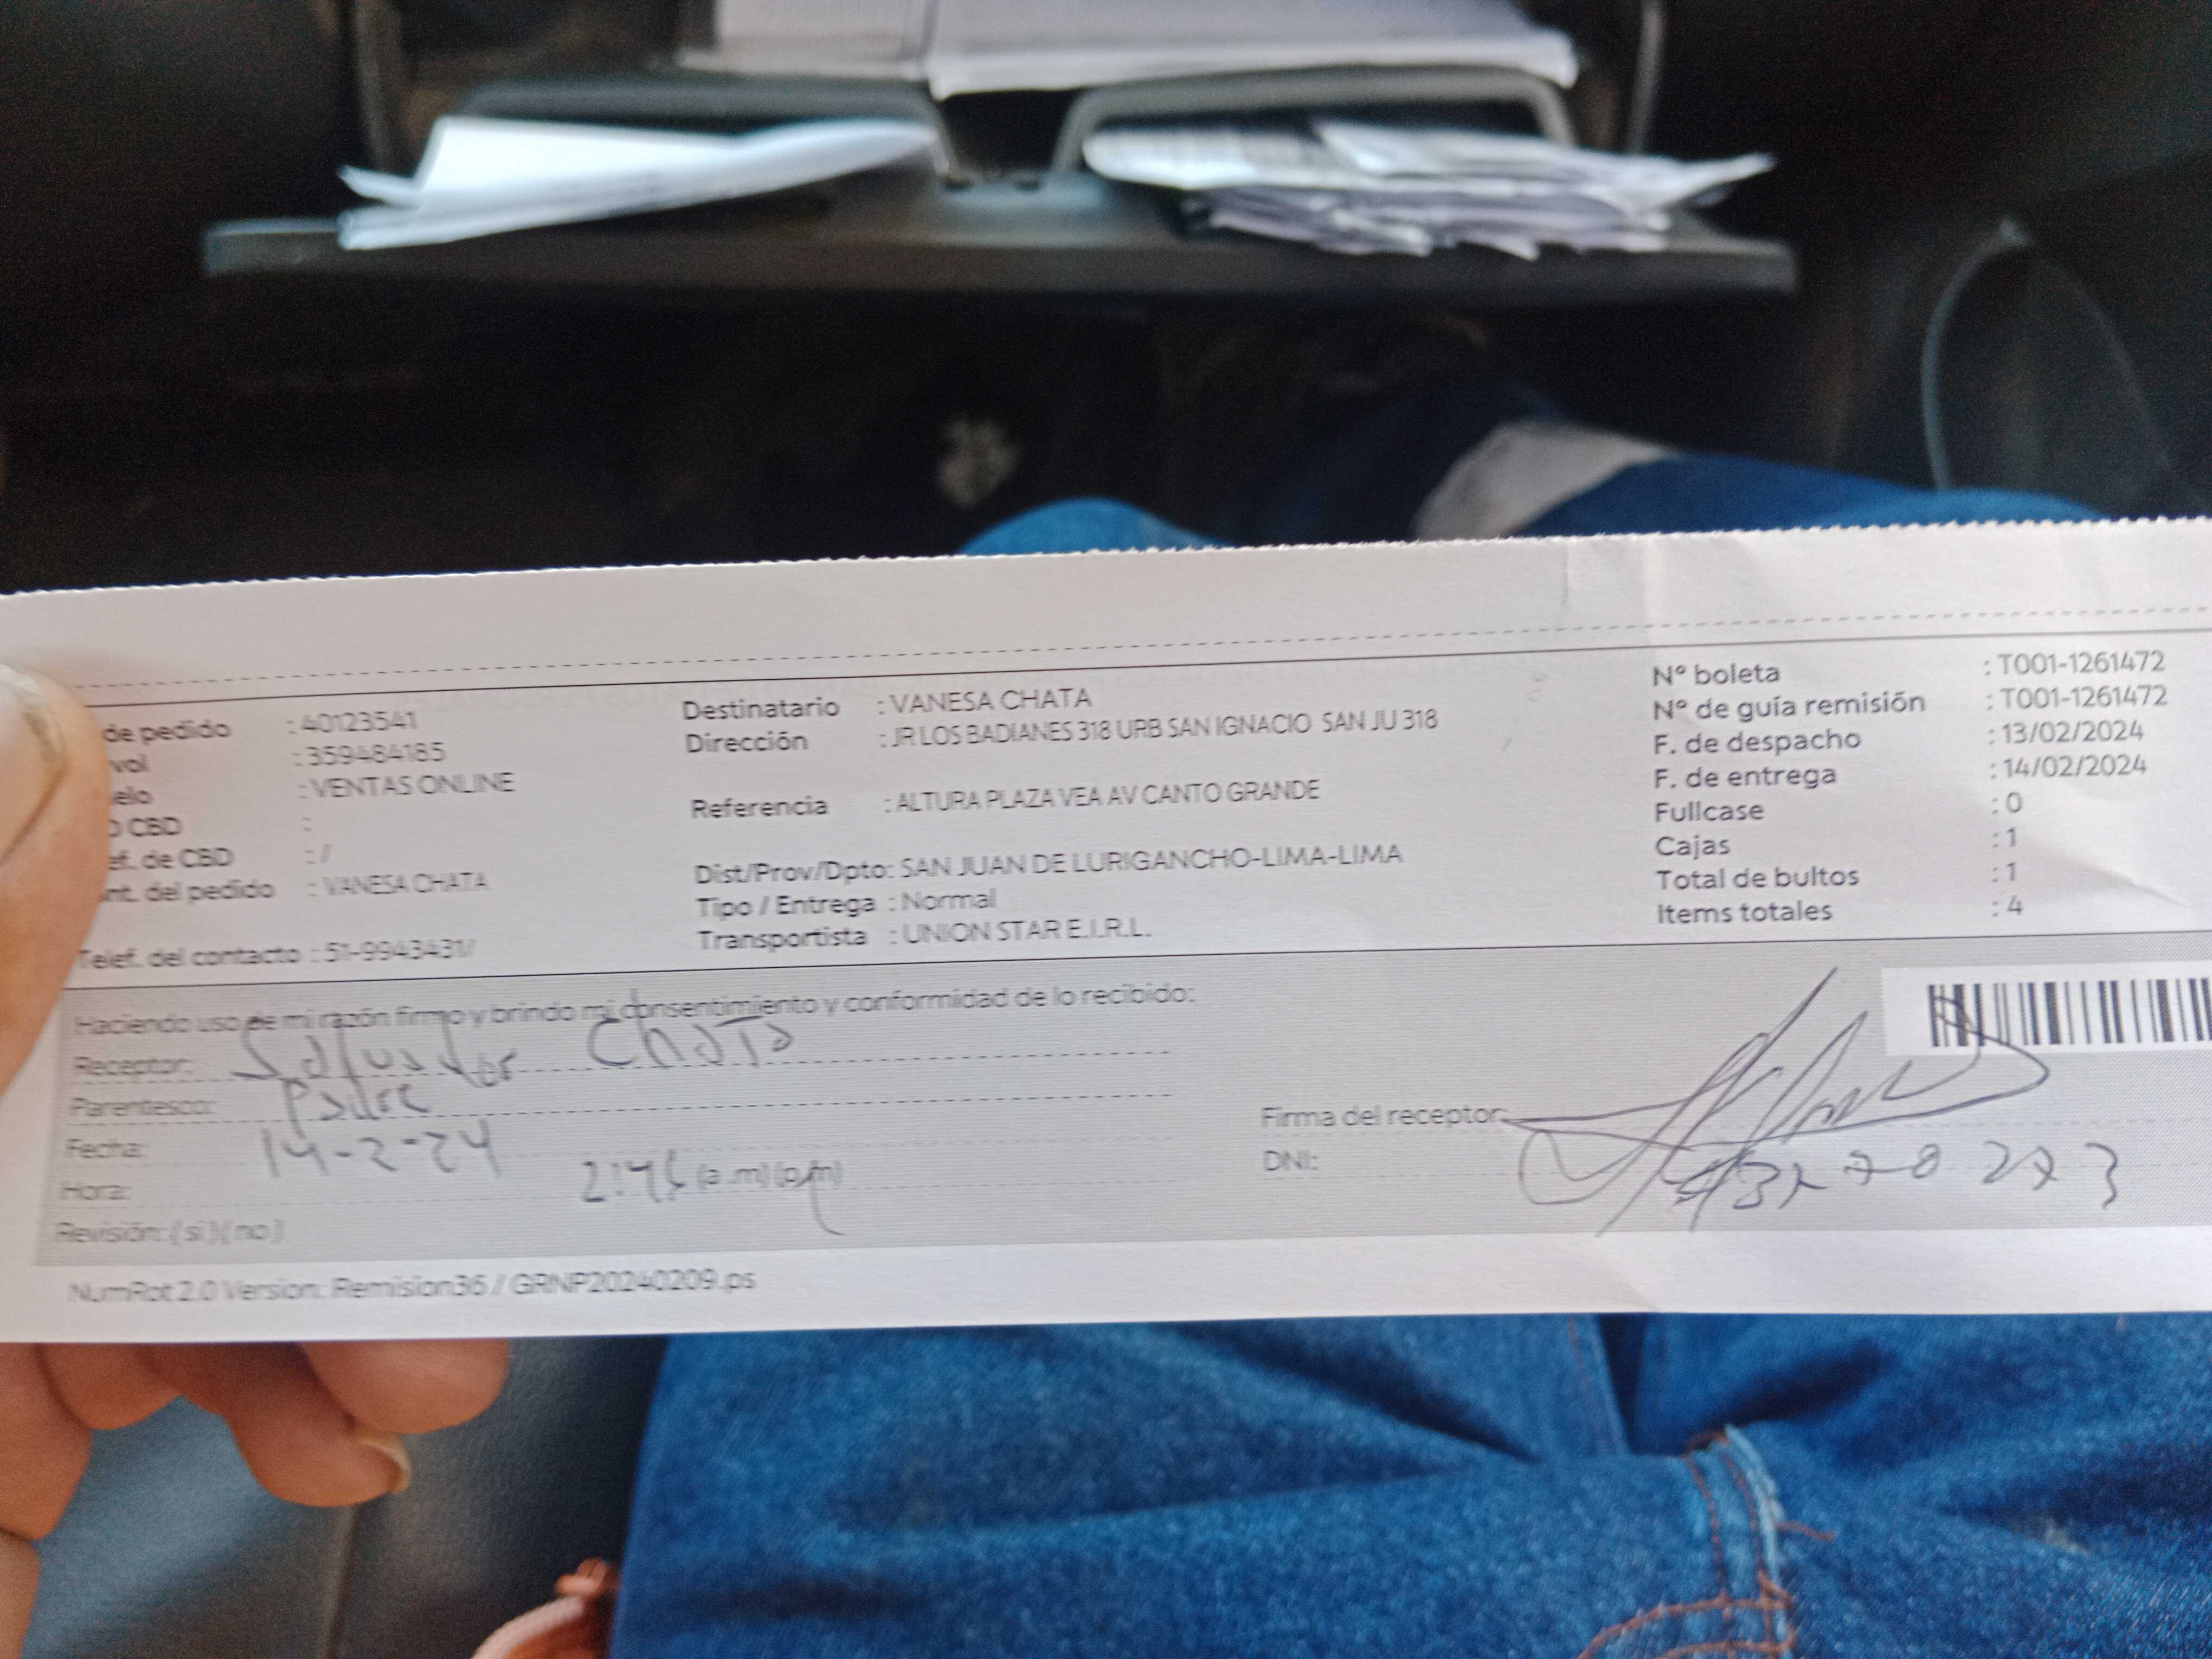 de pedido : 40123541
vol : 359484185
elo : VENTAS ONLINE
O CBD :
ef. de CBD : /
nt. del pedido : VANESA CHATA
Telef. del contacto : 51-9943431/
Destinatario : VANESA CHATA
Dirección : JR LOS BADIANES 318 URB SAN IGNACIO SAN JU 318
Referencia : ALTURA PLAZA VEA AV CANTO GRANDE
Dist/Prov/Dpto: SAN JUAN DE LURIGANCHO-LIMA-LIMA
Tipo / Entrega : Normal
Transportista : UNION STAR E.I.R.L.
Nº boleta : T001-1261472
Nº de guía remisión : T001-1261472
F. de despacho : 13/02/2024
F. de entrega : 14/02/2024
Fullcase : 0
Cajas : 1
Total de bultos : 1
Items totales : 4
Haciendo uso de mi razón firmo y brindo mi consentimiento y conformidad de lo recibido:
Receptor: Salvador Chata
Parentesco: Padre
Fecha: 14-2-24
Hora: (a.m) (p.m)
Revisión: (si) (no)
Firma del receptor:
DNI:
NumRot 2.0 Version: Remision36 / GRNP20240209.ps